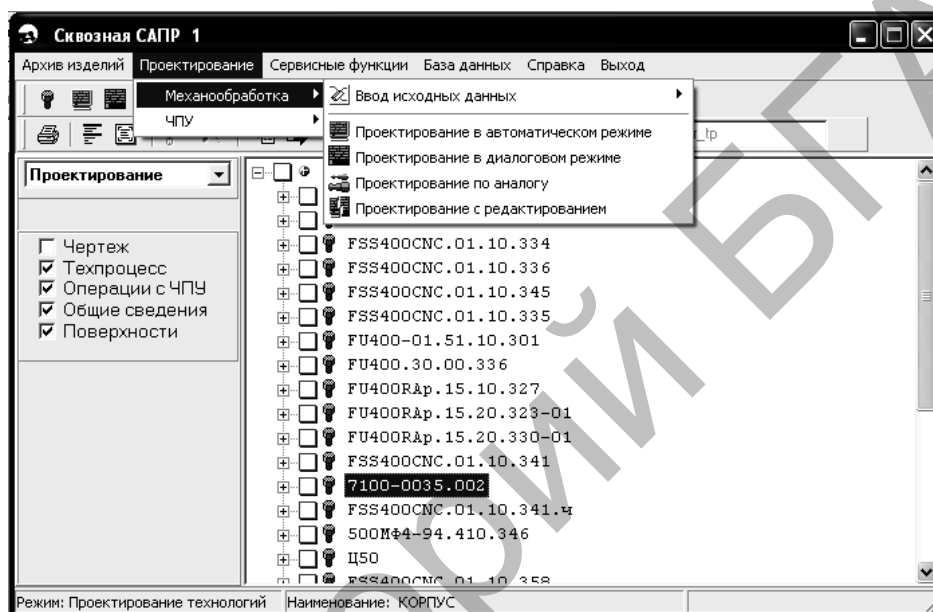 Сквозная САПР 1
Архив изделий Проектирование Сервисные функции База данных Справка Выход
Механообработка
ЧПУ
Ввод исходных данных
Проектирование в автоматическом режиме
Проектирование в диалоговом режиме
Проектирование по аналогу
Проектирование с редактированием
r_tp
Проектирование
Чертеж
Техпроцесс
Операции с ЧПУ
Общие сведения
Поверхности
FSS400CNC.01.10.334
FSS400CNC.01.10.336
FSS400CNC.01.10.345
FSS400CNC.01.10.335
FU400-01.51.10.301
FU400.30.00.336
FU400RAp.15.10.327
FU400RAp.15.20.323-01
FU400RAp.15.20.330-01
FSS400CNC.01.10.341
7100-0035.002
FSS400CNC.01.10.341.ч
500МФ4-94.410.346
Ц50
FSS400CNC.01.10.358
Режим: Проектирование технологий Наименование: КОРПУС